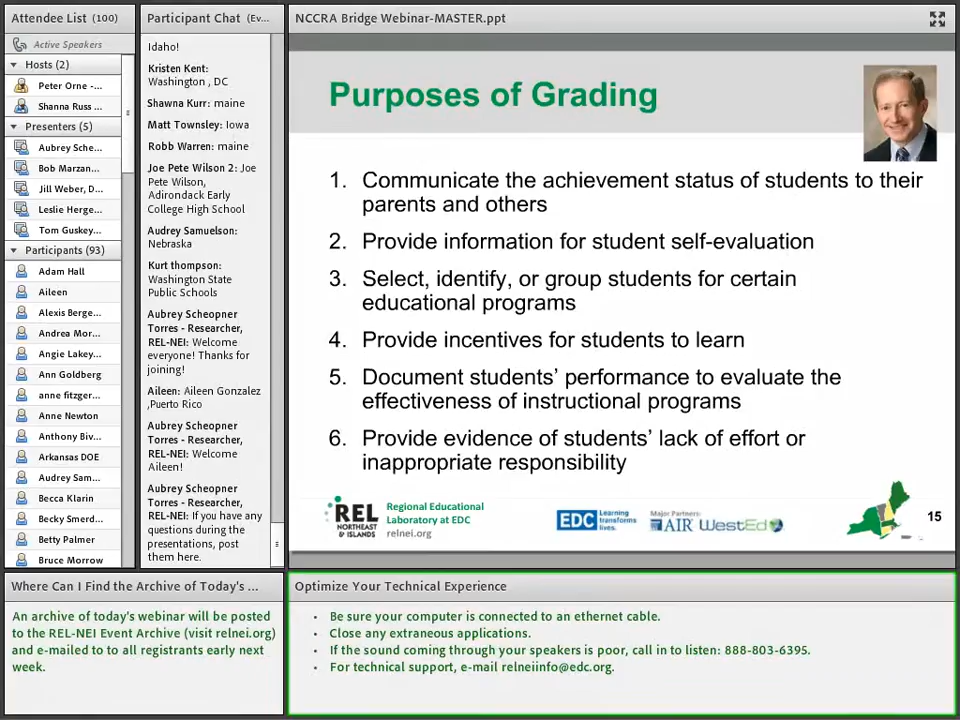 Attendee List (100)
Active Speakers
Hosts (2)
Peter Orne -...
Shanna Russ ...
Presenters (5)
Aubrey Sche...
Bob Marzan...
Jill Weber, D...
Leslie Herge...
Tom Guskey...
Participants (93)
Adam Hall
Aileen
Alexis Berge...
Andrea Mor...
Angie Lakey...
Ann Goldberg
anne fitzger...
Anne Newton
Anthony Biv...
Arkansas DOE
Audrey Sam...
Becca Klarin
Becky Smerd...
Betty Palmer
Bruce Morrow
Participant Chat (Ev...
Idaho!
Kristen Kent:
Washington , DC
Shawna Kurr: maine
Matt Townsley: Iowa
Robb Warren: maine
Joe Pete Wilson 2: Joe
Pete Wilson,
Adirondack Early
College High School
Audrey Samuelson:
Nebraska
Kurt thompson:
Washington State
Public Schools
Aubrey Scheopner
Torres - Researcher,
REL-NEI: Welcome
everyone! Thanks for
joining!
Aileen: Aileen Gonzalez
,Puerto Rico
Aubrey Scheopner
Torres - Researcher,
REL-NEI: Welcome
Aileen!
Aubrey Scheopner
Torres - Researcher,
REL-NEI: If you have any
questions during the
presentations, post
them here.
NCCRA Bridge Webinar-MASTER.ppt
Purposes of Grading
1. Communicate the achievement status of students to their
parents and others
2. Provide information for student self-evaluation
3. Select, identify, or group students for certain
educational programs
4. Provide incentives for students to learn
5. Document students' performance to evaluate the
effectiveness of instructional programs
6. Provide evidence of students' lack of effort or
inappropriate responsibility
REL
NORTHEAST
& ISLANDS
Regional Educational
Laboratory at EDC
relnei.org
EDC Learning
transforms
lives.
Major Partners:
AIR WestEd
15
Where Can I Find the Archive of Today's ...
An archive of today's webinar will be posted
to the REL-NEI Event Archive (visit relnei.org)
and e-mailed to to all registrants early next
week.
Optimize Your Technical Experience
• Be sure your computer is connected to an ethernet cable.
• Close any extraneous applications.
• If the sound coming through your speakers is poor, call in to listen: 888-803-6395.
• For technical support, e-mail relneiinfo@edc.org.